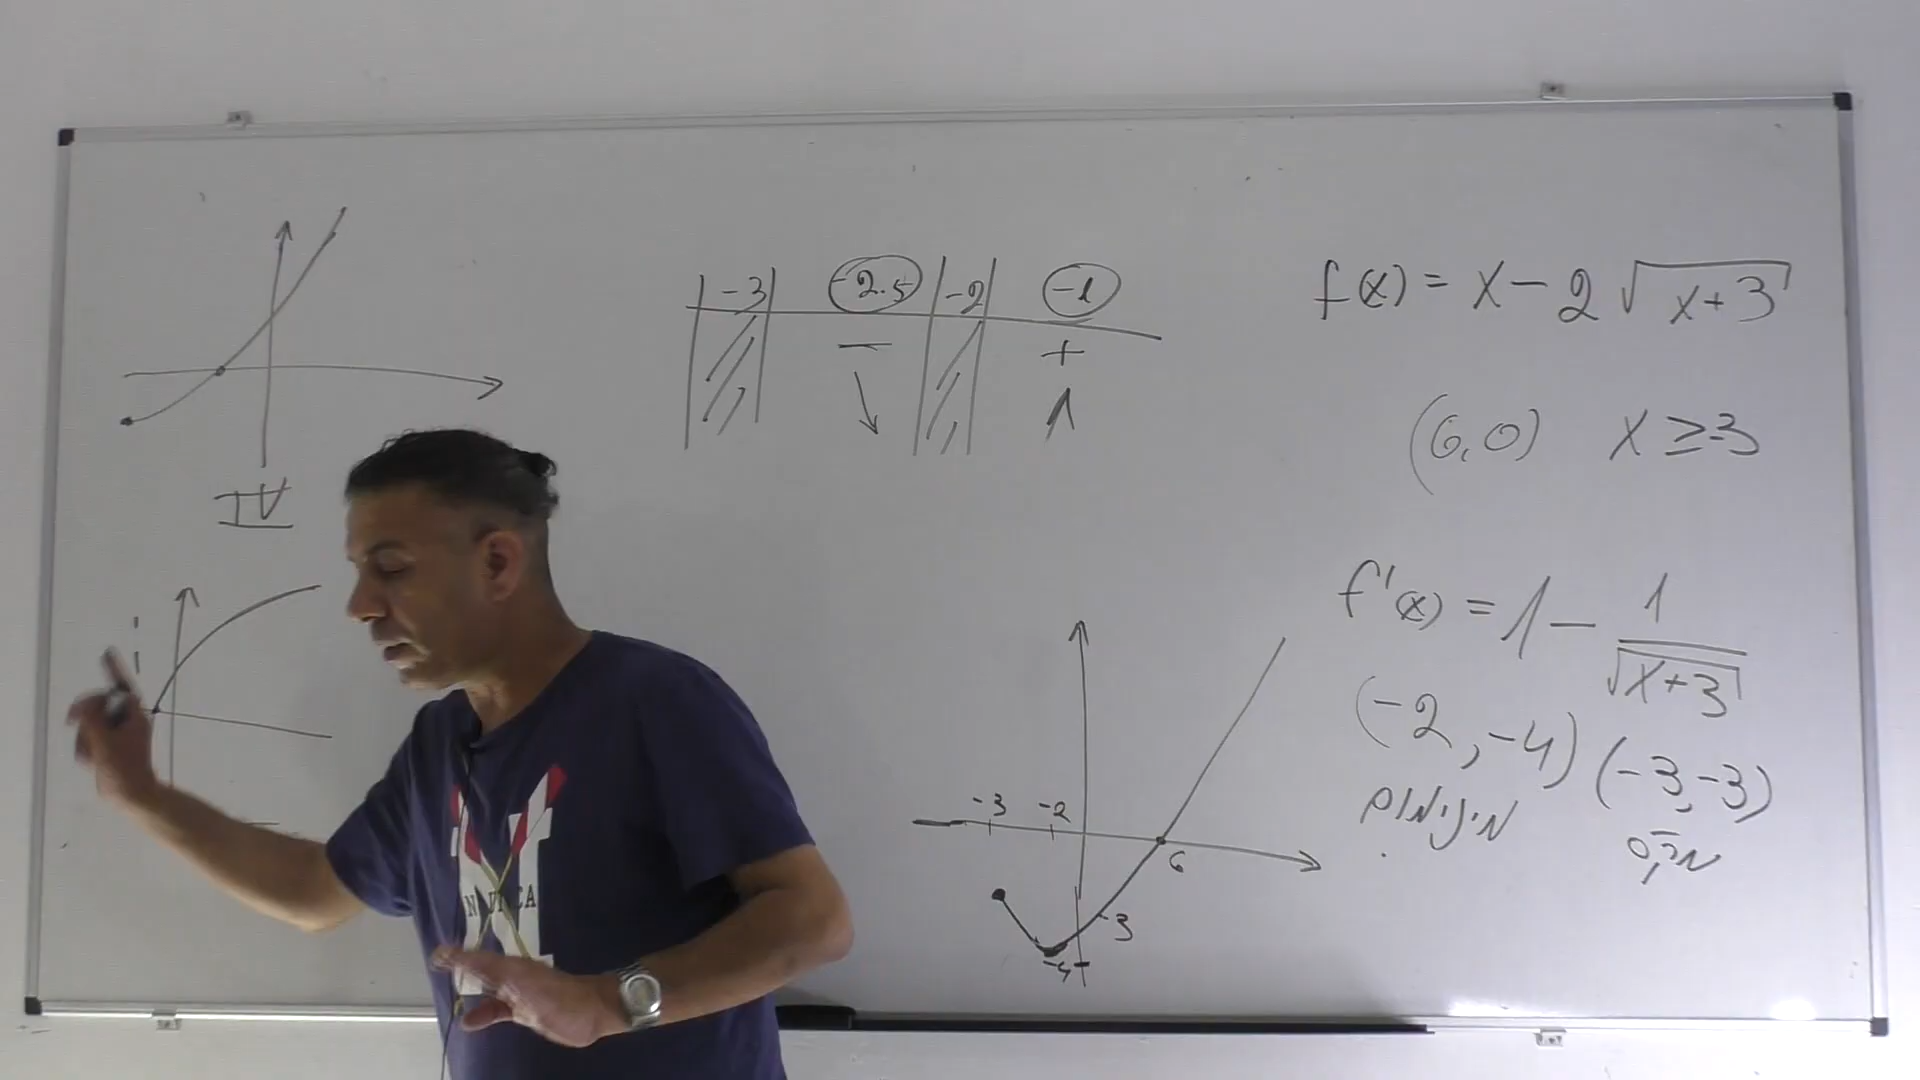 f(x) = x - 2 √(x+3)
(6,0) x ≥ -3
f'(x) = 1 - 1/√(x+3)
(-2, -4) (-3, -3)
מינימום
מקס
-3 -2.5 -2 -1
- +
-3 -2
6
-3
-4
IV